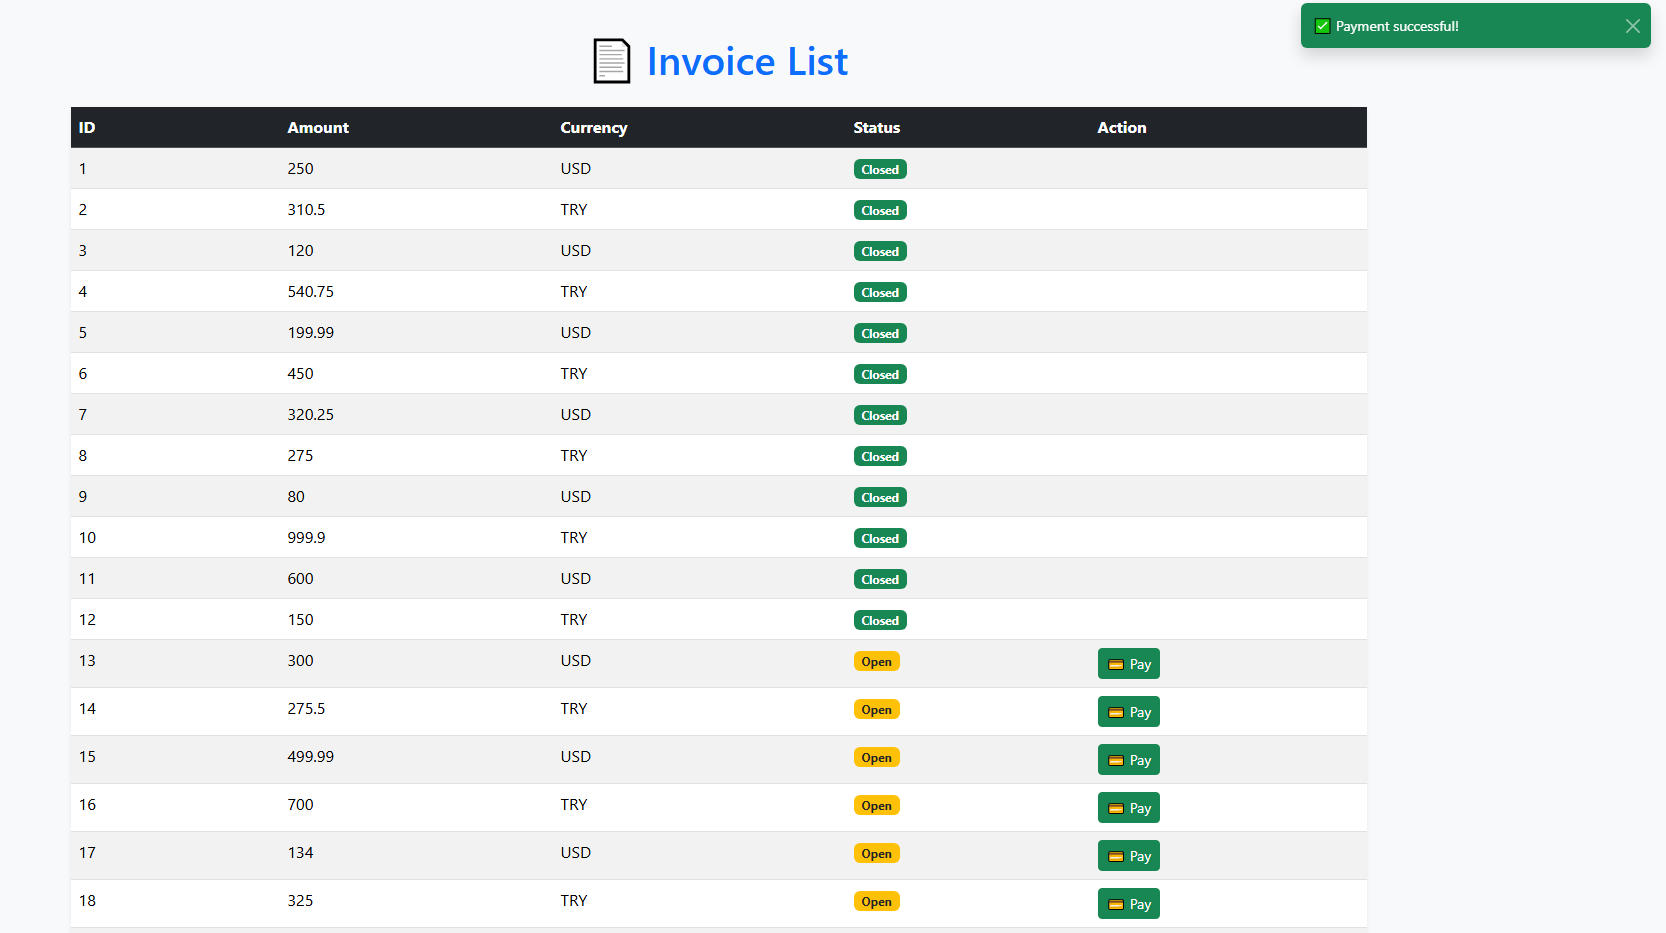 ✅ Payment successful!
Invoice List
ID Amount Currency Status Action
1 250 USD Closed
2 310.5 TRY Closed
3 120 USD Closed
4 540.75 TRY Closed
5 199.99 USD Closed
6 450 TRY Closed
7 320.25 USD Closed
8 275 TRY Closed
9 80 USD Closed
10 999.9 TRY Closed
11 600 USD Closed
12 150 TRY Closed
13 300 USD Open Pay
14 275.5 TRY Open Pay
15 499.99 USD Open Pay
16 700 TRY Open Pay
17 134 USD Open Pay
18 325 TRY Open Pay